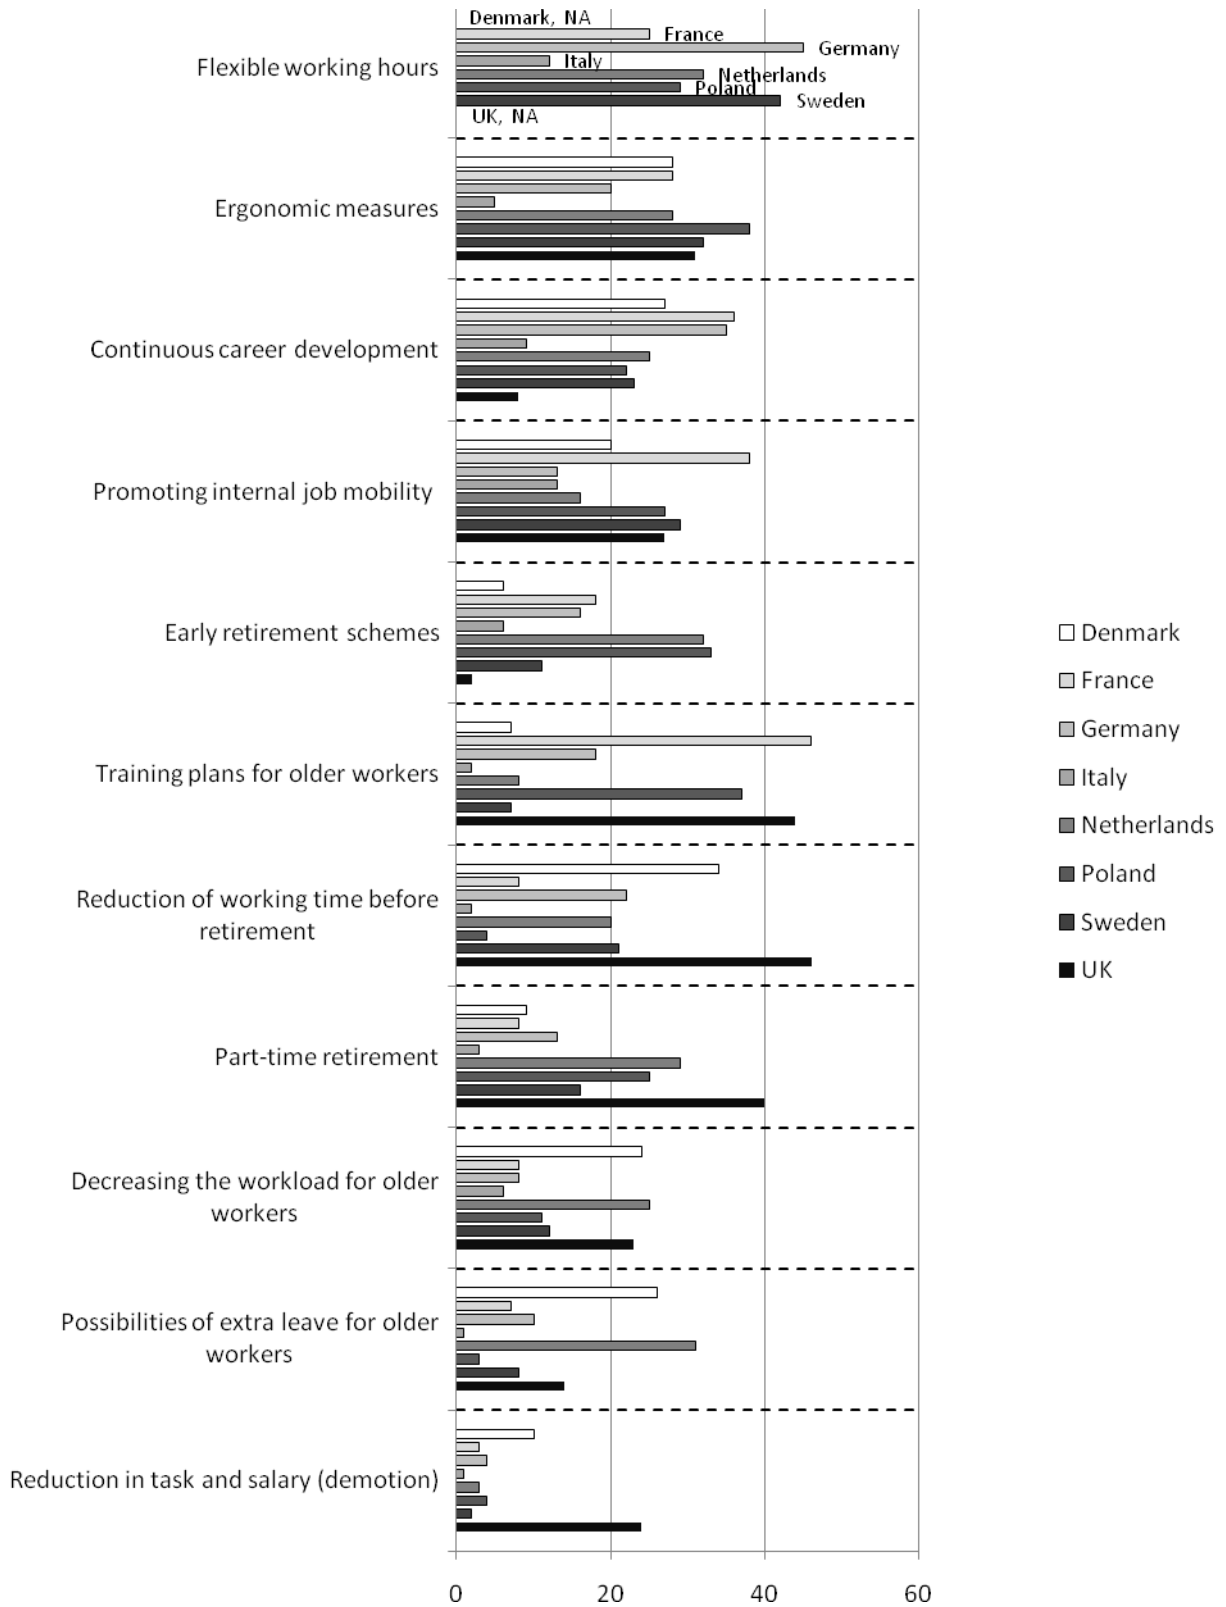 Denmark, NA
France
Germany
Flexible working hours
Italy
Netherlands
Poland
Sweden
UK, NA
Ergonomic measures
Continuous career development
Promoting internal job mobility
Early retirement schemes
Training plans for older workers
Reduction of working time before
retirement
Part-time retirement
Decreasing the workload for older
workers
Possibilities of extra leave for older
workers
Reduction in task and salary (demotion)
0 20 40 60
Denmark
France
Germany
Italy
Netherlands
Poland
Sweden
UK